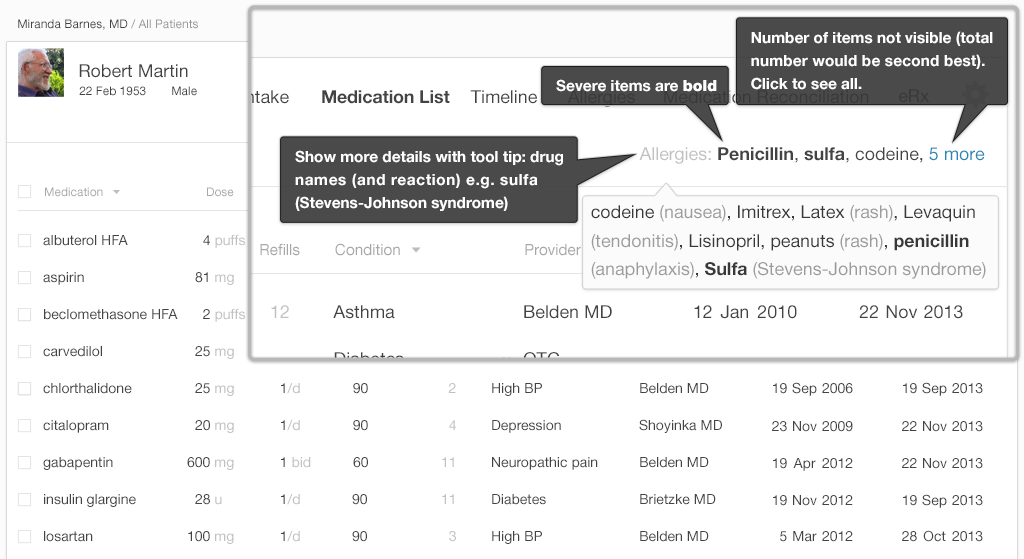 Miranda Barnes, MD / All Patients
Robert Martin
22 Feb 1953 Male
Number of items not visible (total
number would be second best).
Click to see all.
Severe items are bold
ntake Medication List Timeline Allergies Medication Reconciliation eRx
Show more details with tool tip: drug
names (and reaction) e.g. sulfa
(Stevens-Johnson syndrome)
Allergies: Penicillin, sulfa, codeine, 5 more
codeine (nausea), Imitrex, Latex (rash), Levaquin
(tendonitis), Lisinopril, peanuts (rash), penicillin
(anaphylaxis), Sulfa (Stevens-Johnson syndrome)
Medication Dose
Refills Condition Provider
albuterol HFA 4 puffs
aspirin 81 mg
beclomethasone HFA 2 puffs
12 Asthma Belden MD 12 Jan 2010 22 Nov 2013
carvedilol 25 mg
Diabetes OTC
chlorthalidone 25 mg 1/d 90 2 High BP Belden MD 19 Sep 2006 19 Sep 2013
citalopram 20 mg 1/d 90 4 Depression Shoyinka MD 23 Nov 2009 22 Nov 2013
gabapentin 600 mg 1 bid 60 11 Neuropathic pain Belden MD 19 Apr 2012 22 Nov 2013
insulin glargine 28 u 1/d 90 11 Diabetes Brietzke MD 19 Nov 2012 19 Sep 2013
losartan 100 mg 1/d 90 3 High BP Belden MD 5 Mar 2012 28 Oct 2013